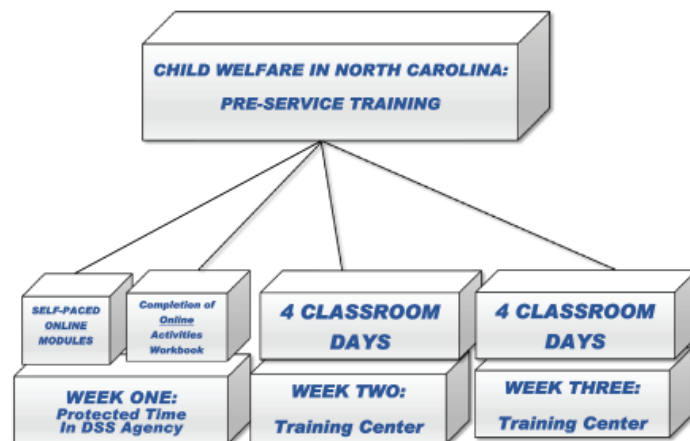 CHILD WELFARE IN NORTH CAROLINA:
PRE-SERVICE TRAINING
SELF-PACED
ONLINE
MODULES
Completion of
Online
Activities
Workbook
4 CLASSROOM
DAYS
4 CLASSROOM
DAYS
WEEK ONE:
Protected Time
In DSS Agency
WEEK TWO:
Training Center
WEEK THREE:
Training Center